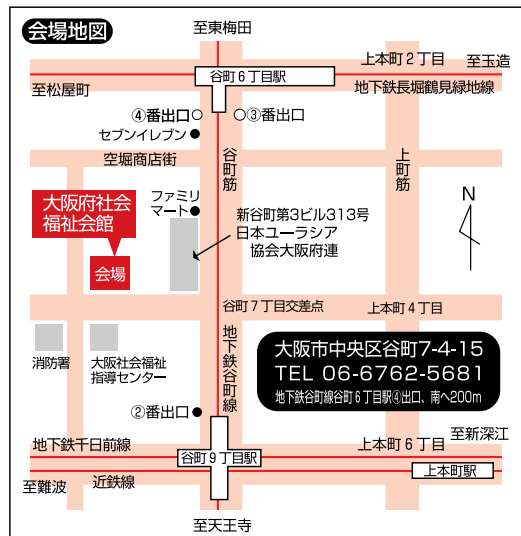 会場地図
至東梅田
上本町2丁目
至玉造
谷町6丁目駅
至松屋町
地下鉄長堀鶴見緑地線
④番出口
③番出口
セブンイレブン
空堀商店街
谷町筋
上町筋
ファミリ
マート
大阪府社会
福祉会館
会場
新谷町第3ビル313号
日本ユーラシア
協会大阪府連
N
谷町7丁目交差点
上本町4丁目
地下鉄谷町線
消防署
大阪社会福祉
指導センター
大阪市中央区谷町7-4-15
TEL 06-6762-5681
地下鉄谷町線谷町6丁目駅④出口、南へ200m
②番出口
至新深江
地下鉄千日前線
上本町6丁目
谷町9丁目駅
上本町駅
至難波
近鉄線
至天王寺